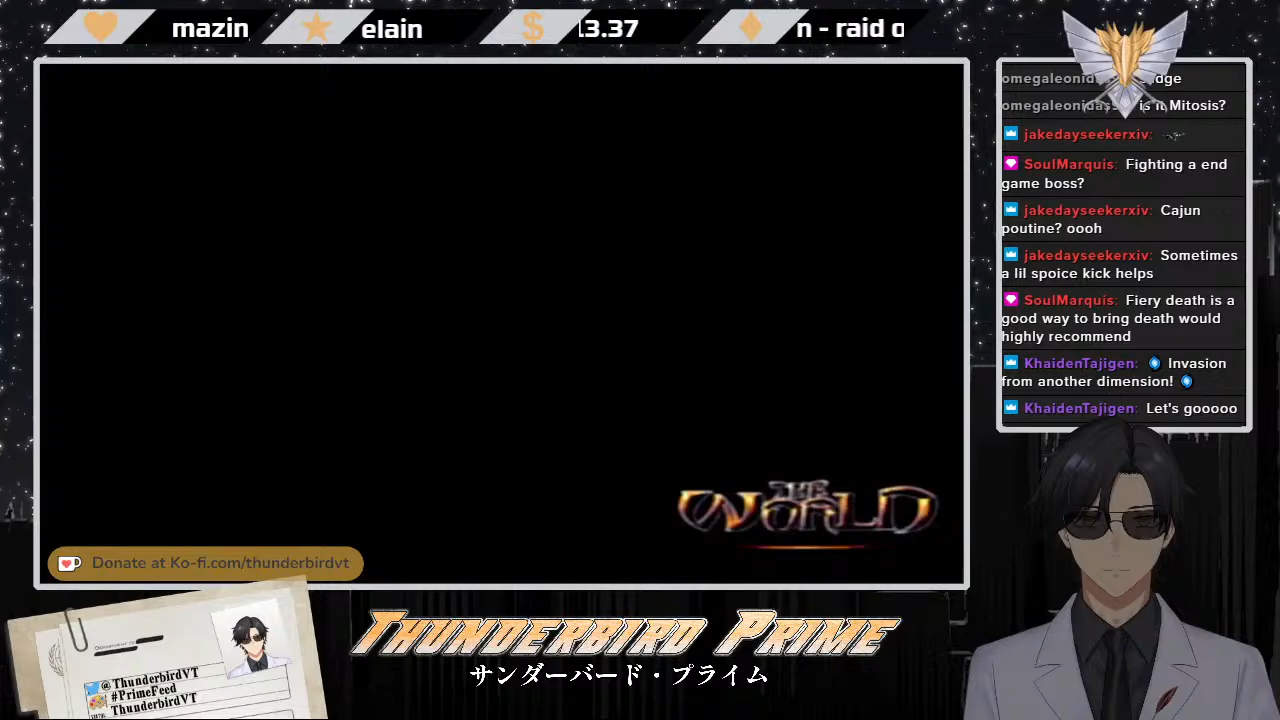 mazin
elain
13.37
n - raid o
dge
omegaleonidass: is it Mitosis?
jakedayseekerxiv:
SoulMarquis: Fighting a end
game boss?
jakedayseekerxiv: Cajun
poutine? oooh
jakedayseekerxiv: Sometimes
a lil spoice kick helps
SoulMarquis: Fiery death is a
good way to bring death would
highly recommend
KhaidenTajigen: Invasion
from another dimension!
KhaidenTajigen: Let's gooooo
THE
WORLD
Donate at Ko-fi.com/thunderbirdvt
@ThunderbirdVT
#PrimeFeed
ThunderbirdVT
THUNDERBIRD PRIME
サンダーバード・プライム